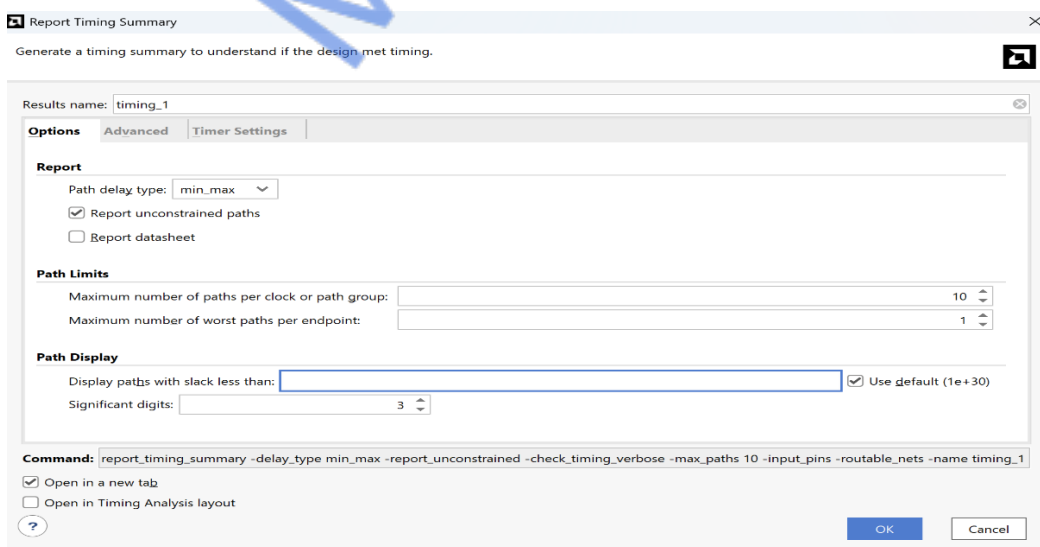 Report Timing Summary
Generate a timing summary to understand if the design met timing.
Results name: timing_1
Options Advanced Timer Settings
Report
Path delay type: min_max
Report unconstrained paths
Report datasheet
Path Limits
Maximum number of paths per clock or path group: 10
Maximum number of worst paths per endpoint: 1
Path Display
Display paths with slack less than: Use default (1e+30)
Significant digits: 3
Command: report_timing_summary -delay_type min_max -report_unconstrained -check_timing_verbose -max_paths 10 -input_pins -routable_nets -name timing_1
Open in a new tab
Open in Timing Analysis layout
? OK Cancel